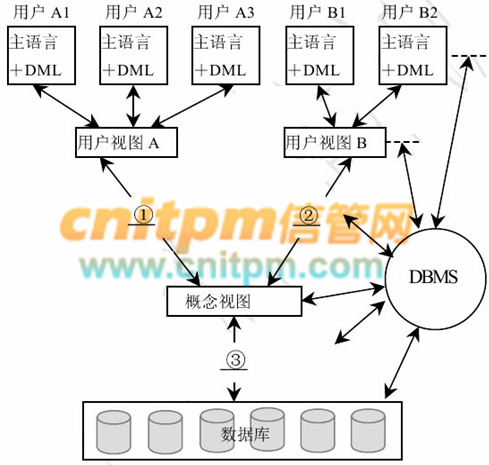 用户 A1 用户 A2 用户 A3 用户 B1 用户 B2
主语言 主语言 主语言 主语言 主语言
+DML +DML +DML +DML +DML
用户视图 A 用户视图 B
① ②
cnitpm信管网
www.cnitpm.com
DBMS
概念视图
③
数据库